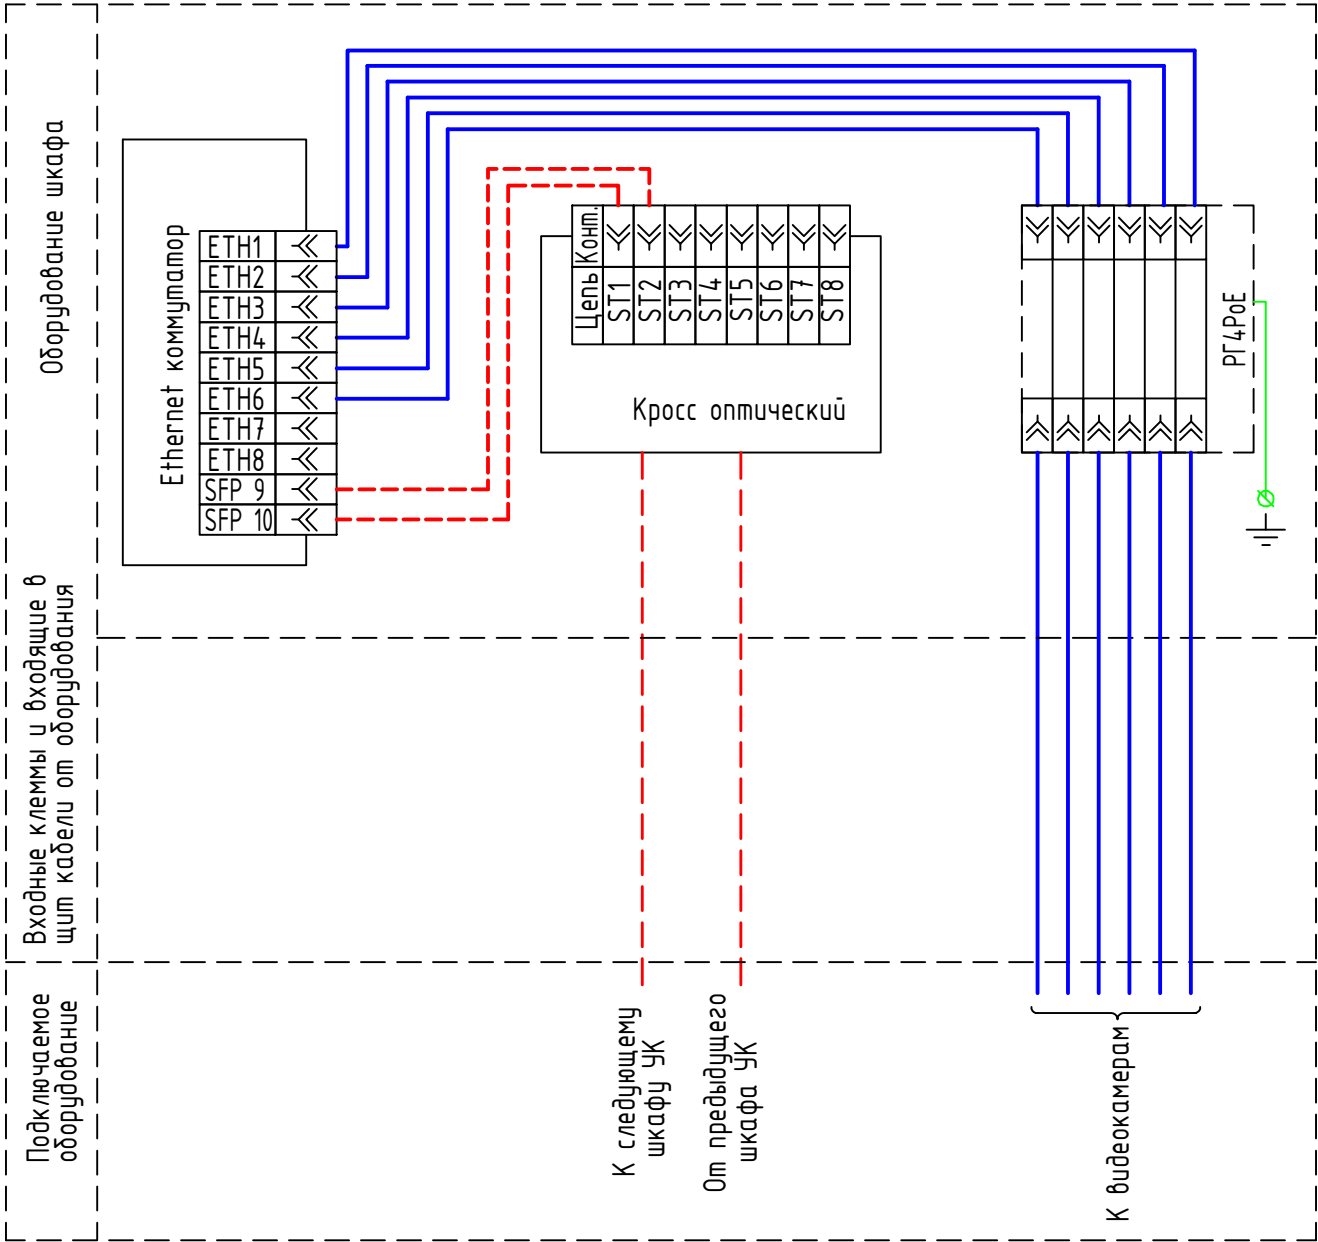 Оборудование шкафа
Входные клеммы и входящие в
щит кабели от оборудования
Подключаемое
оборудование
Ethernet коммутатор
ETH1
ETH2
ETH3
ETH4
ETH5
ETH6
ETH7
ETH8
SFP 9
SFP 10
Цепь Конт.
ST1
ST2
ST3
ST4
ST5
ST6
ST7
ST8
Кросс оптический
РГ4PoE
К следующему
шкафу УК
От предыдущего
шкафа УК
К видеокамерам